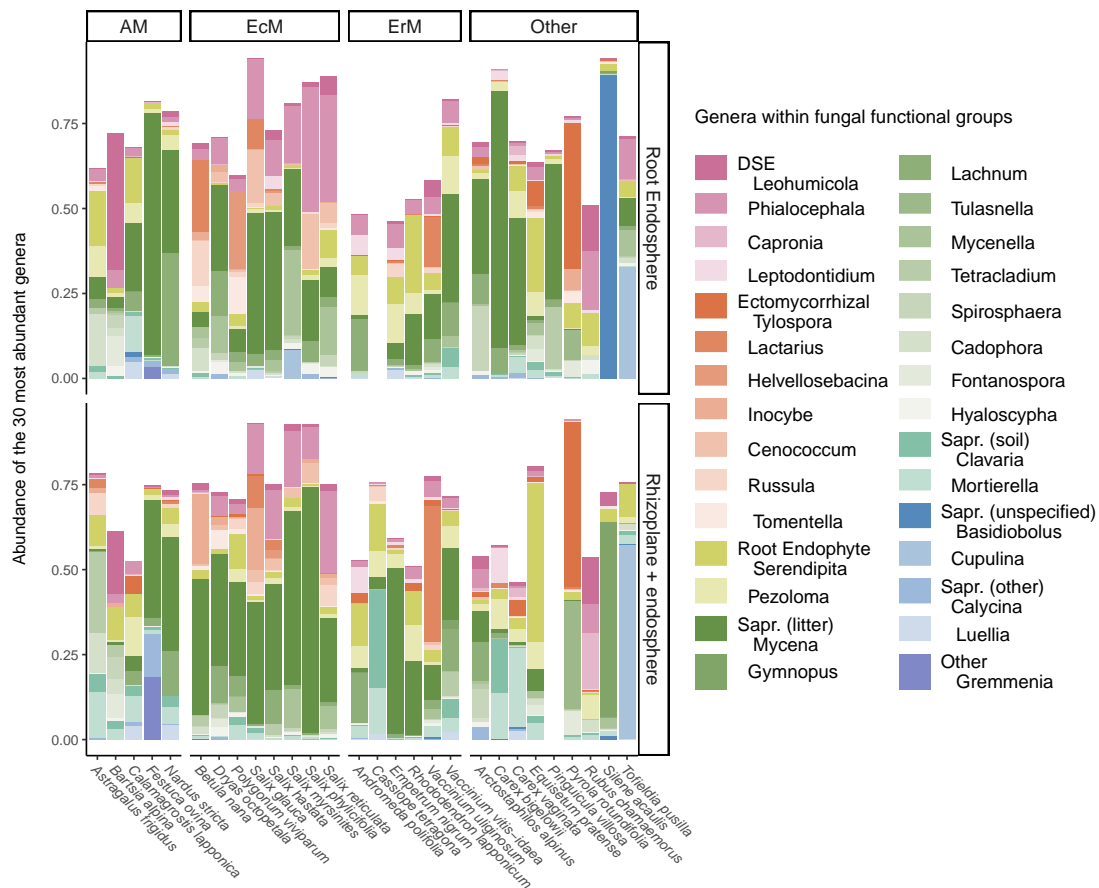 AM
EcM
ErM
Other
Abundance of the 30 most abundant genera
0.75
0.50
0.25
0.00
Root Endosphere
0.75
0.50
0.25
0.00
Rhizoplane + endosphere
Astragalus frigidus
Bartsia alpina
Calamagrostis lapponica
Festuca ovina
Nardus stricta
Betula nana
Dryas octopetala
Polygonum viviparum
Salix glauca
Salix hastata
Salix myrsinites
Salix phylicifolia
Salix reticulata
Andromeda polifolia
Cassiope tetragona
Empetrum nigrum
Rhododendron lapponicum
Vaccinium uliginosum
Vaccinium vitis−idaea
Arctostaphilos alpinus
Carex bigelowii
Carex vaginata
Equisetum pratense
Pinguicula villosa
Pyrola rotundifolia
Rubus chamaemorus
Silene acaulis
Tofieldia pusilla
Genera within fungal functional groups
DSE
Leohumicola
Phialocephala
Capronia
Leptodontidium
Ectomycorrhizal
Tylospora
Lactarius
Helvellosebacina
Inocybe
Cenococcum
Russula
Tomentella
Root Endophyte
Serendipita
Pezoloma
Sapr. (litter)
Mycena
Gymnopus
Lachnum
Tulasnella
Mycenella
Tetracladium
Spirosphaera
Cadophora
Fontanospora
Hyaloscypha
Sapr. (soil)
Clavaria
Mortierella
Sapr. (unspecified)
Basidiobolus
Cupulina
Sapr. (other)
Calycina
Luellia
Other
Gremmenia